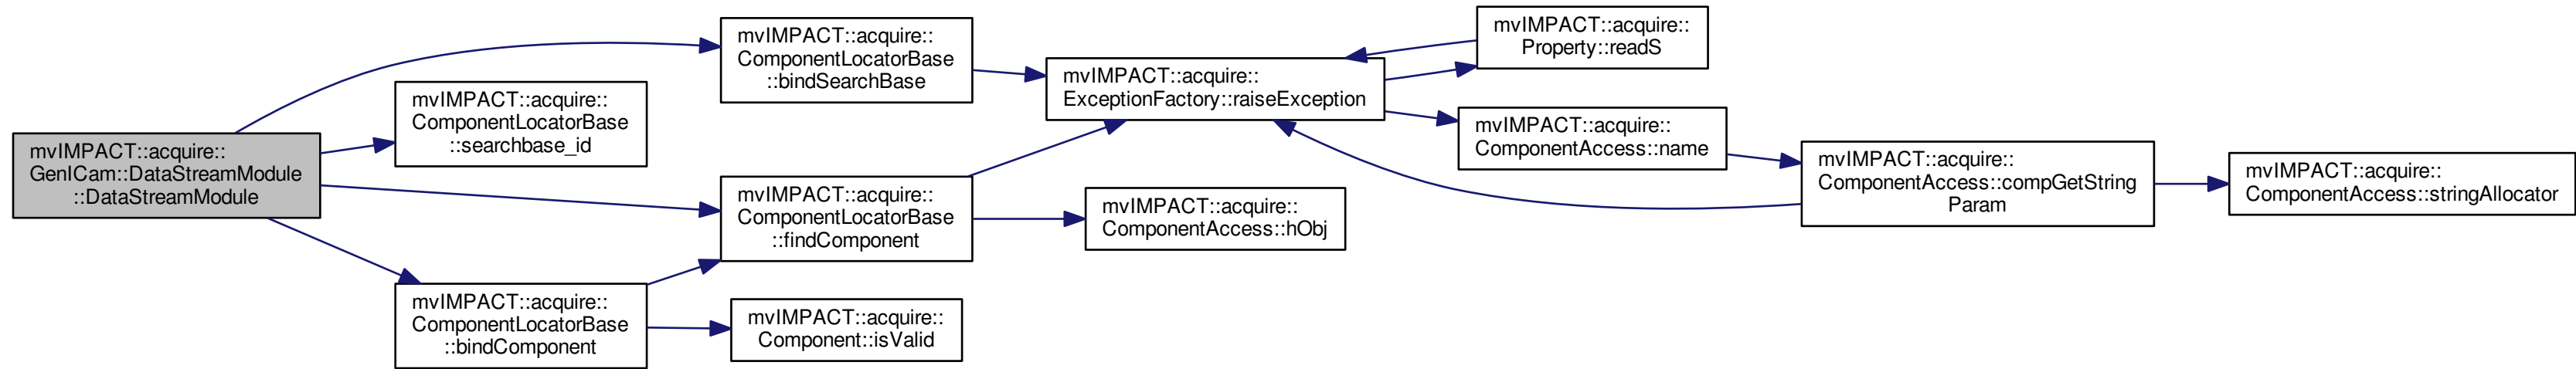 mvIMPACT::acquire::
GenICam::DataStreamModule
::DataStreamModule
mvIMPACT::acquire::
ComponentLocatorBase
::bindSearchBase
mvIMPACT::acquire::
ComponentLocatorBase
::searchbase_id
mvIMPACT::acquire::
ComponentLocatorBase
::findComponent
mvIMPACT::acquire::
ComponentLocatorBase
::bindComponent
mvIMPACT::acquire::
Component::isValid
mvIMPACT::acquire::
ExceptionFactory::raiseException
mvIMPACT::acquire::
ComponentAccess::hObj
mvIMPACT::acquire::
Property::readS
mvIMPACT::acquire::
ComponentAccess::name
mvIMPACT::acquire::
ComponentAccess::compGetString
Param
mvIMPACT::acquire::
ComponentAccess::stringAllocator